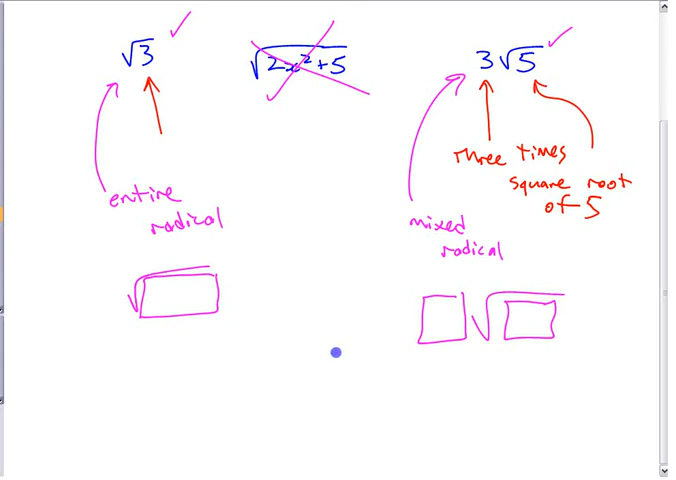 √3
√2x²+5
3√5
Three times
square root
of 5
entire
radical
mixed
radical